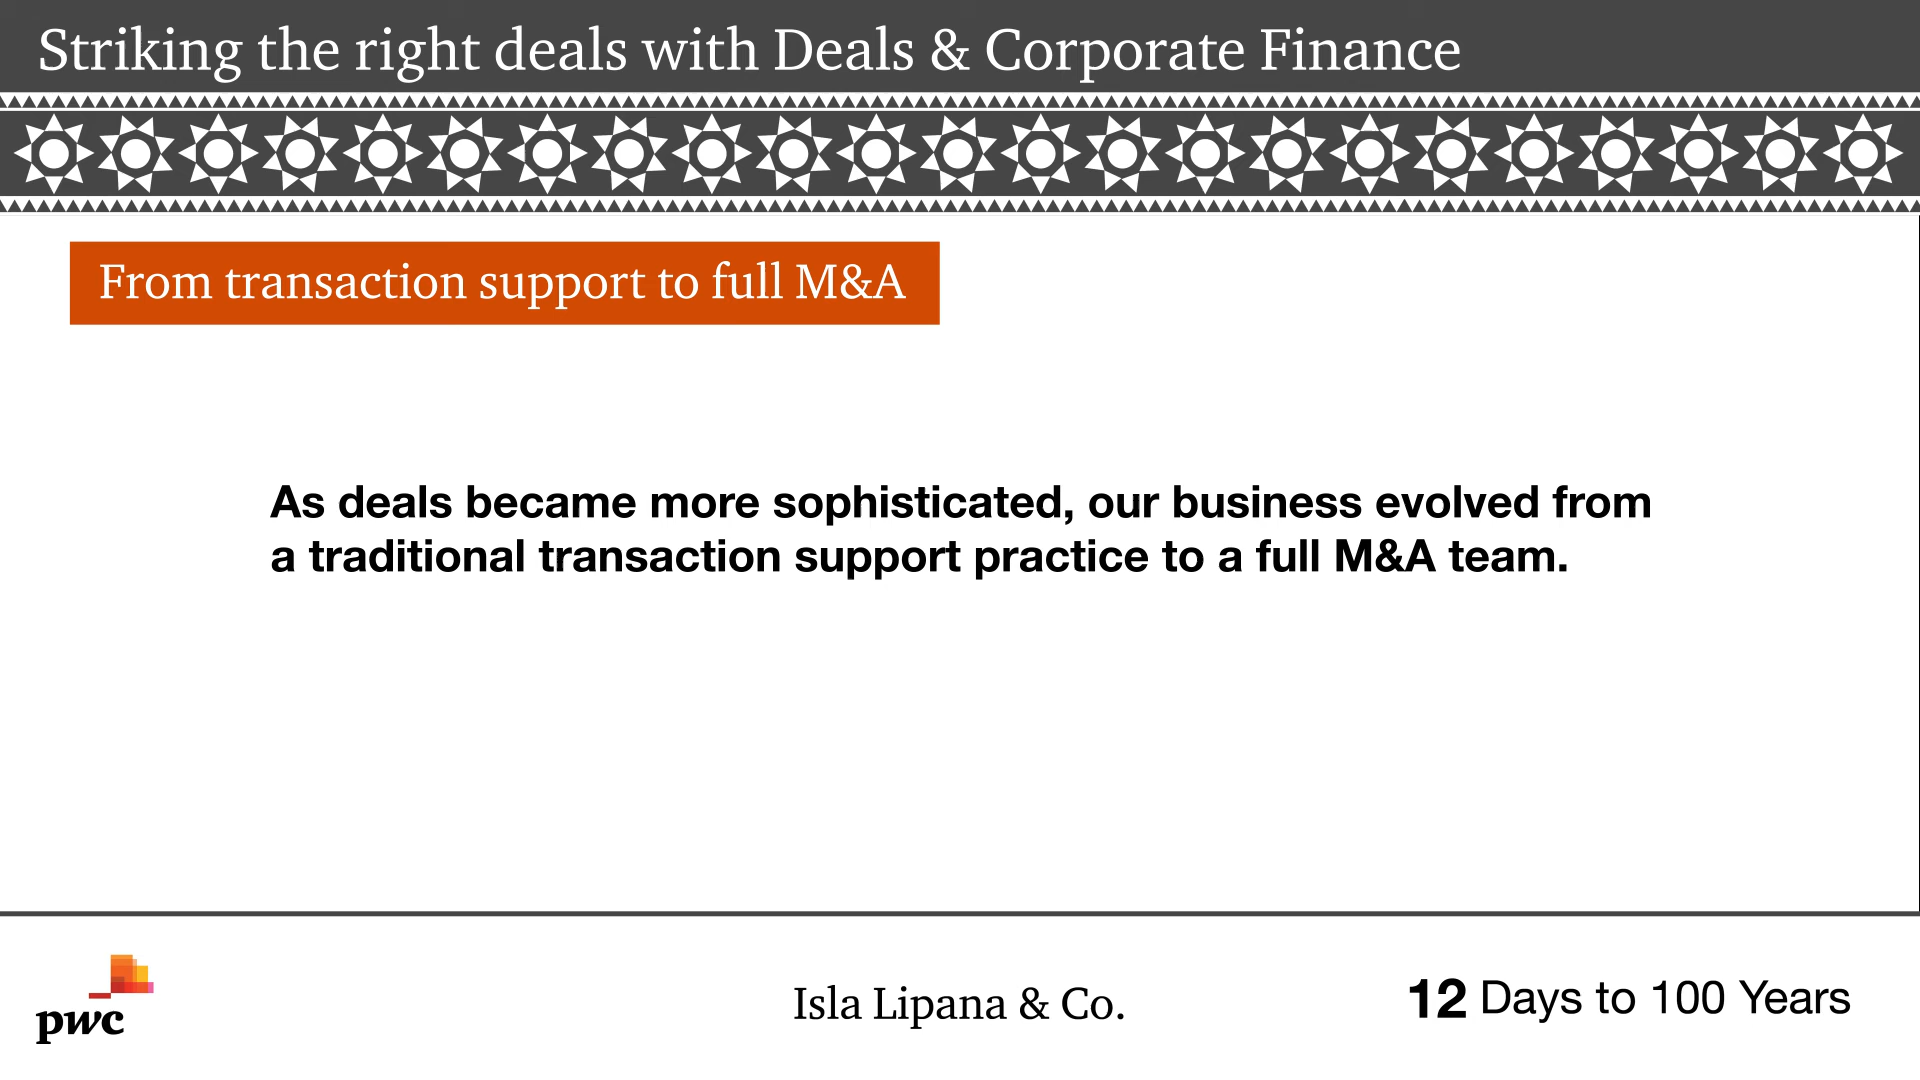 Striking the right deals with Deals & Corporate Finance
From transaction support to full M&A
As deals became more sophisticated, our business evolved from
a traditional transaction support practice to a full M&A team.
pwc
Isla Lipana & Co.
12 Days to 100 Years